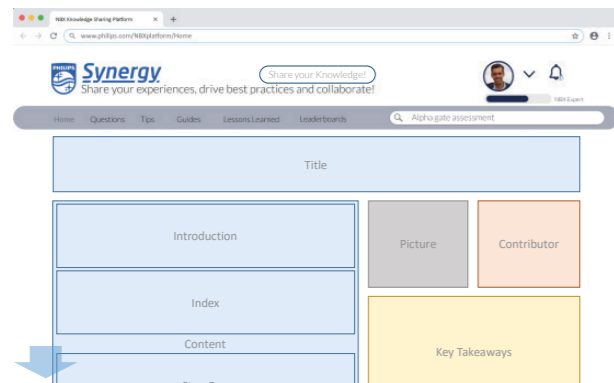 NBX Knowledge Sharing Platform
www.philips.com/NBXplatform/Home
PHILIPS
Synergy
Share your Knowledge!
Share your experiences, drive best practices and collaborate!
NBX Expert
Home Questions Tips Guides Lessons Learned Leaderboards Alpha gate assessment
Title
Introduction
Picture
Contributor
Index
Content
Key Takeaways